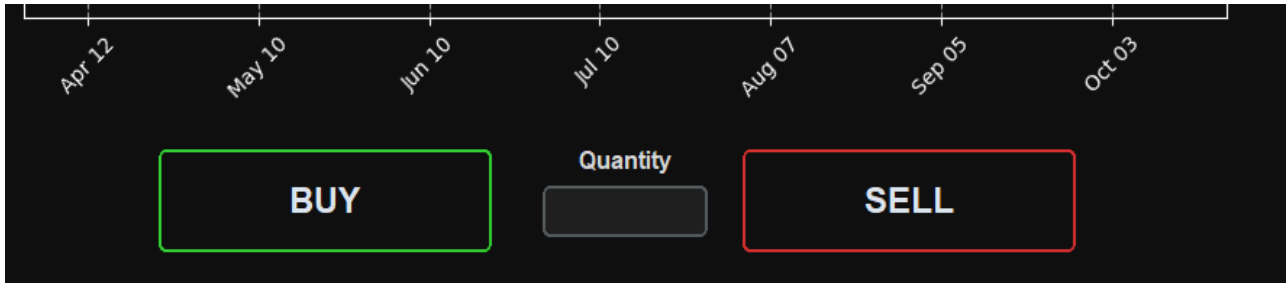 Apr 12
May 10
Jun 10
Jul 10
Aug 07
Sep 05
Oct 03
Quantity
BUY
SELL